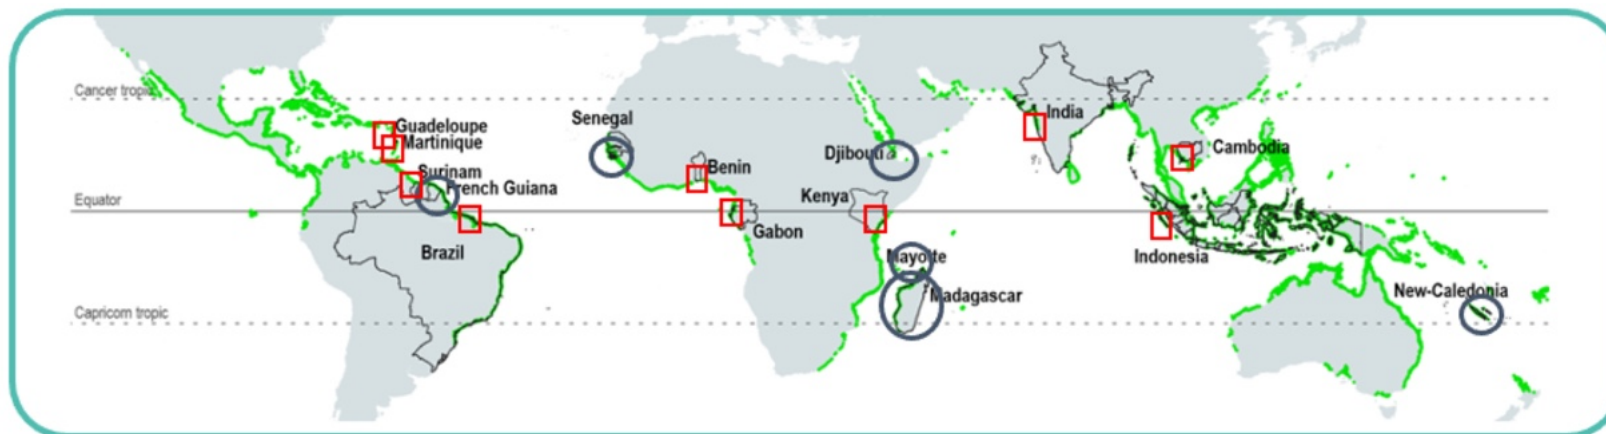 Cancer tropic
Guadeloupe
Martinique
Senegal
India
Cambodia
Djibouti
Benin
Surinam
French Guiana
Kenya
Equator
Gabon
Brazil
Mayotte
Indonesia
Madagascar
New-Caledonia
Capricorn tropic